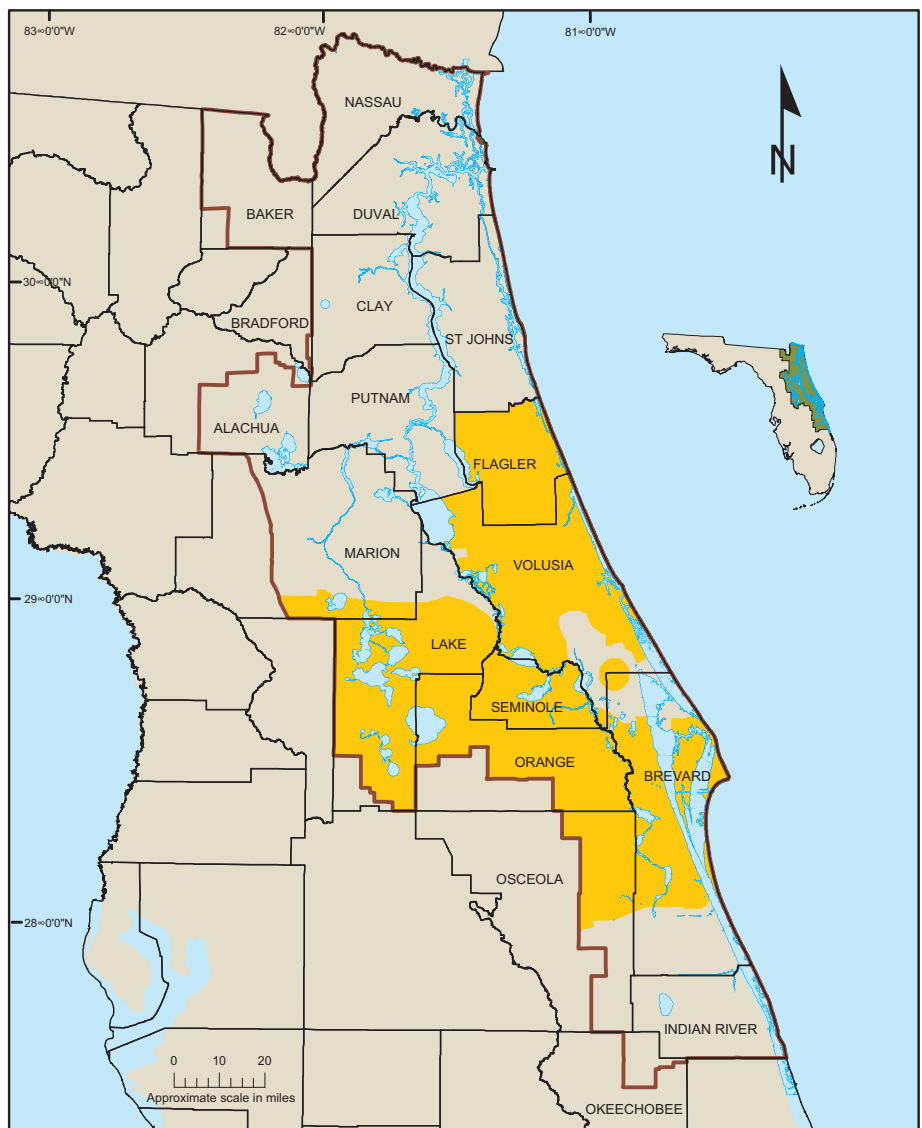 83∞0'0"W
82∞0'0"W
81∞0'0"W
NASSAU
N
BAKER
DUVAL
30∞0'0"N
CLAY
BRADFORD
ST JOHNS
PUTNAM
ALACHUA
FLAGLER
MARION
VOLUSIA
29∞0'0"N
LAKE
SEMINOLE
ORANGE
BREVARD
OSCEOLA
28∞0'0"N
INDIAN RIVER
0 10 20
Approximate scale in miles
OKEECHOBEE